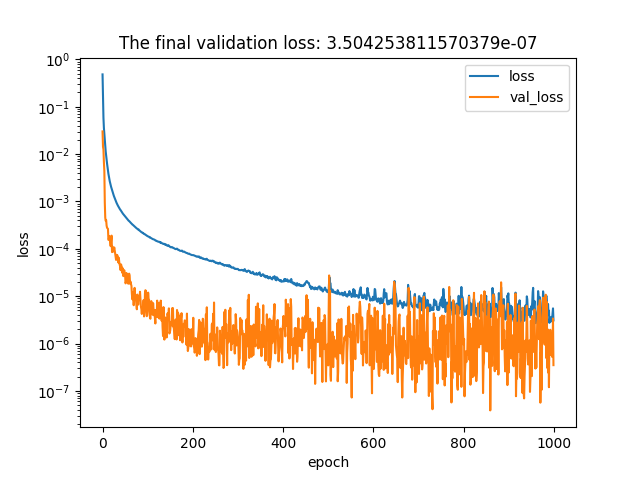 The final validation loss: 3.504253811570379e-07
loss
val_loss
10⁰
10⁻¹
10⁻²
10⁻³
10⁻⁴
10⁻⁵
10⁻⁶
10⁻⁷
loss
0 200 400 600 800 1000
epoch